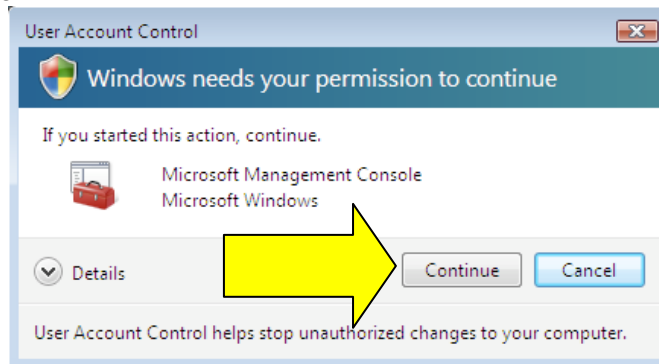 User Account Control
Windows needs your permission to continue
If you started this action, continue.
Microsoft Management Console
Microsoft Windows
Details
Continue
Cancel
User Account Control helps stop unauthorized changes to your computer.